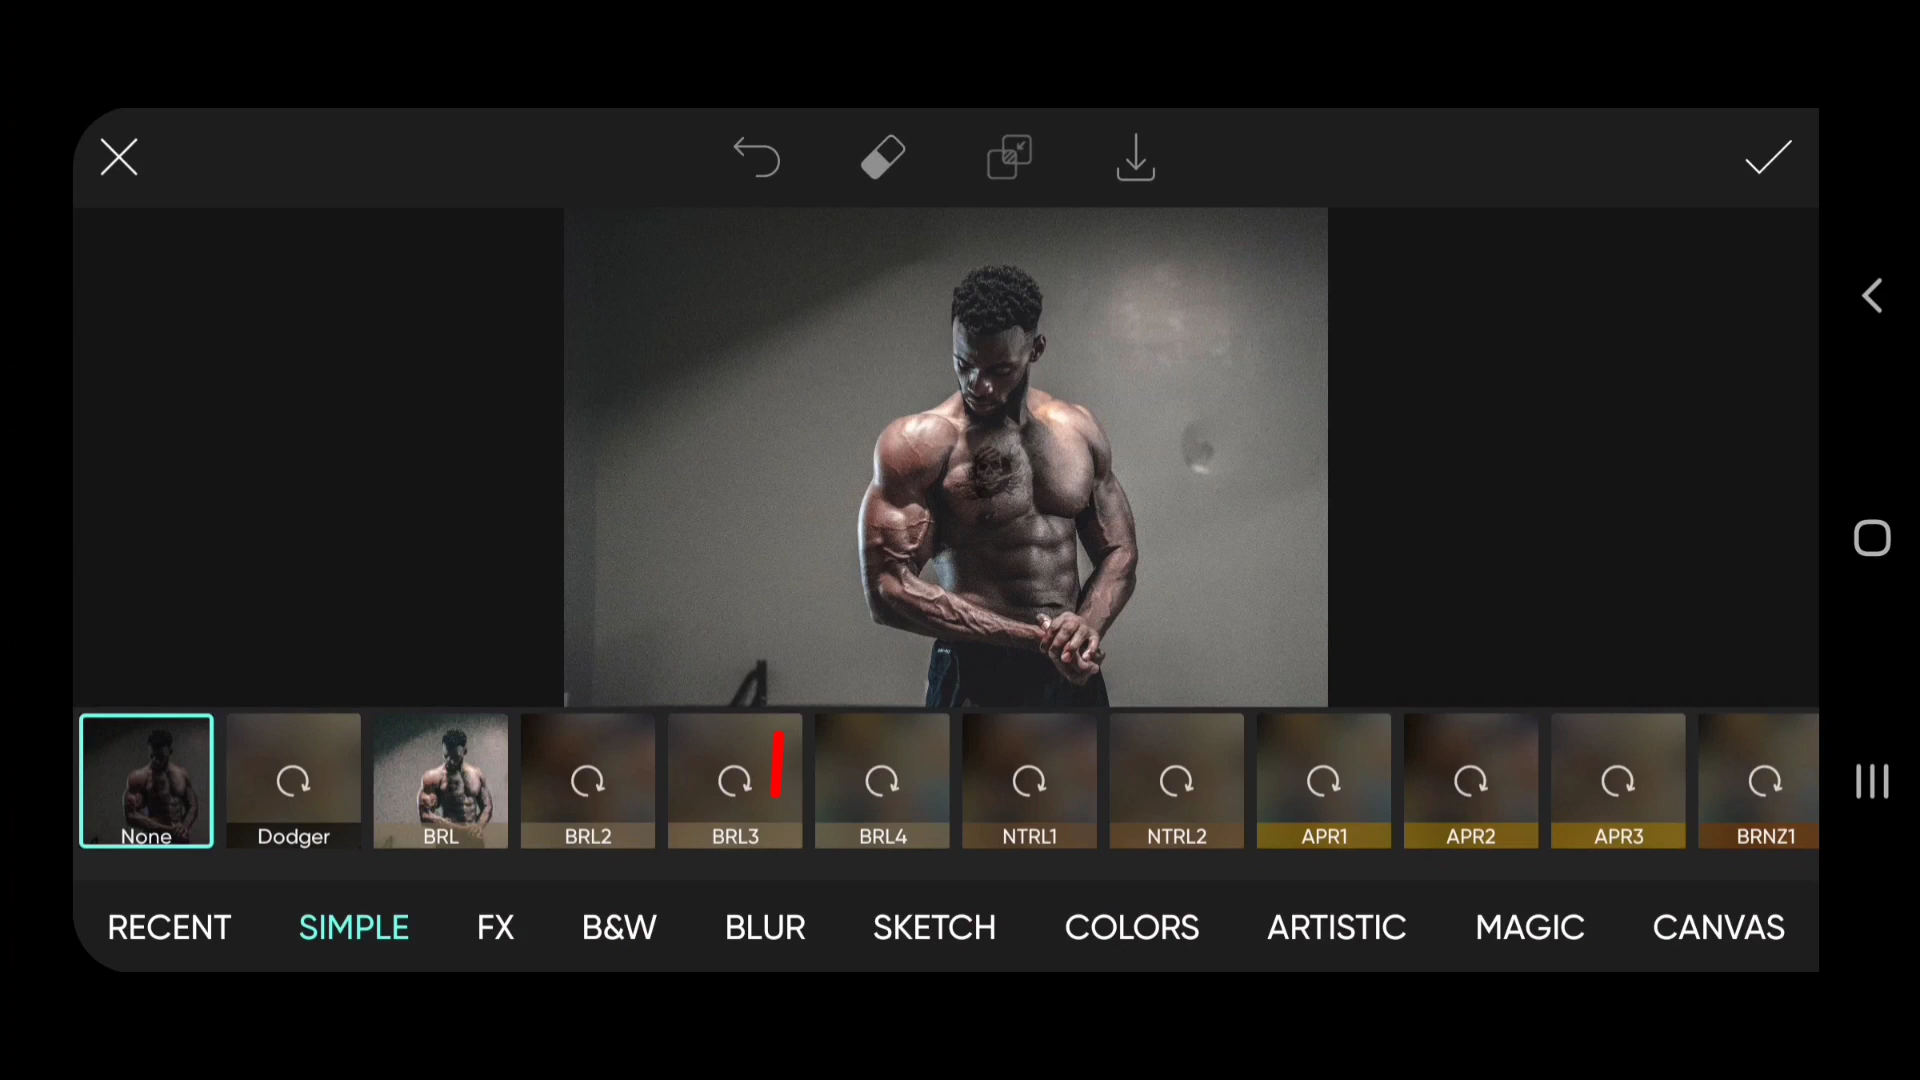 None
Dodger
BRL
BRL2
BRL3
BRL4
NTRL1
NTRL2
APR1
APR2
APR3
BRNZ1
RECENT
SIMPLE
FX
B&W
BLUR
SKETCH
COLORS
ARTISTIC
MAGIC
CANVAS